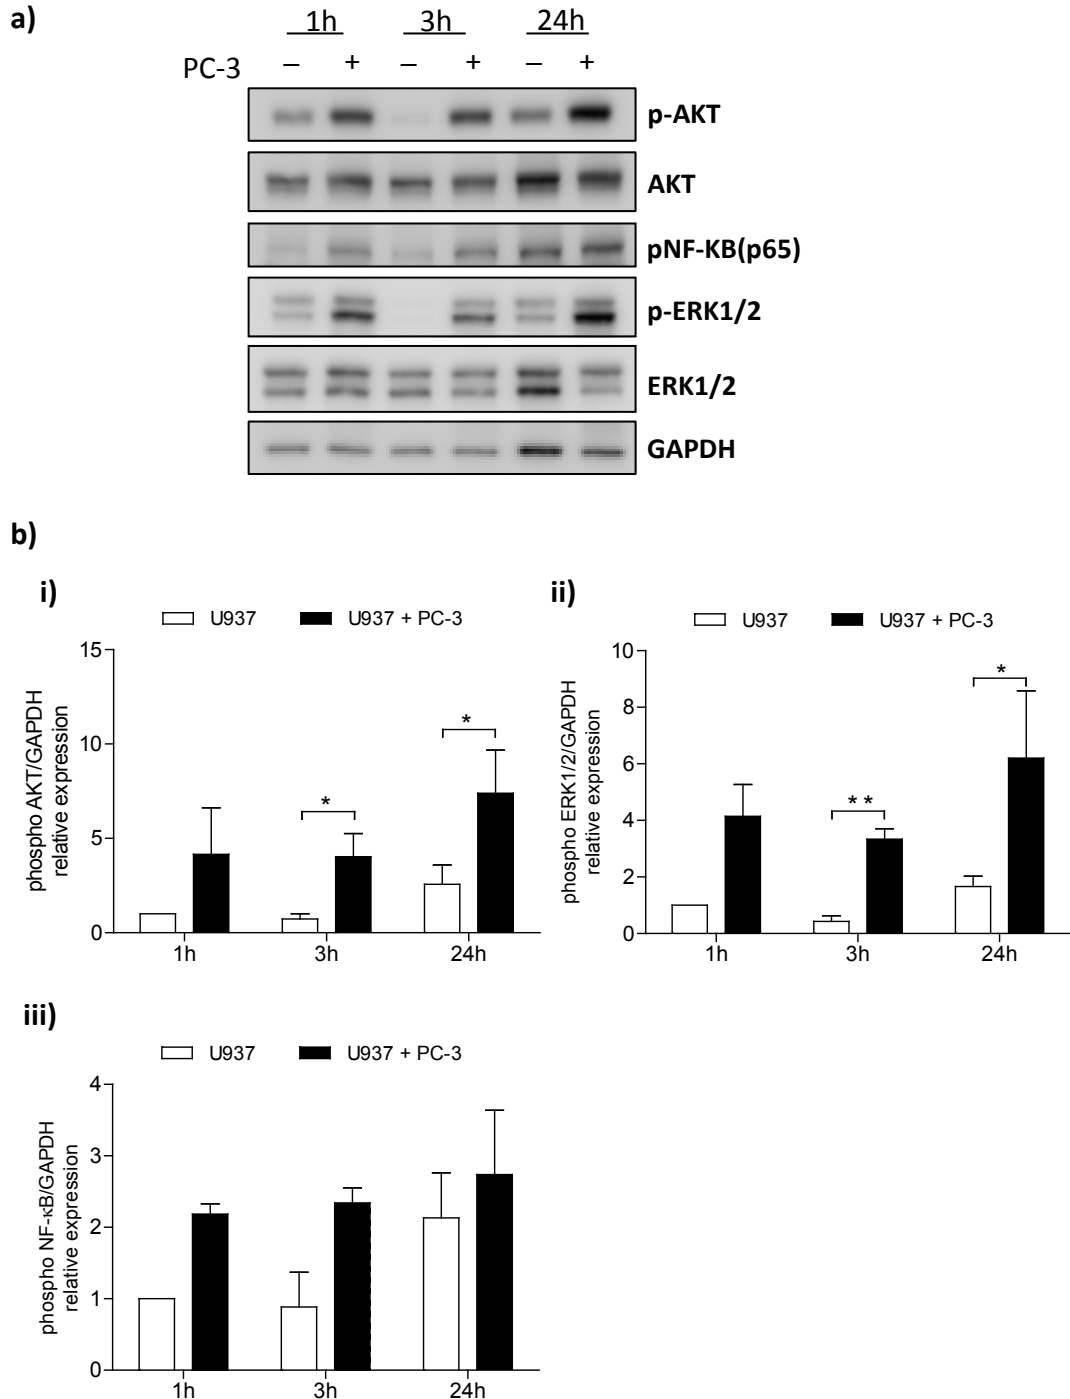 a)
1h 3h 24h
PC-3 – + – + – +
p-AKT
AKT
pNF-KB(p65)
p-ERK1/2
ERK1/2
GAPDH
b)
i)
U937 U937 + PC-3
phospho AKT/GAPDH
relative expression
15
10
5
0
*
*
1h 3h 24h
ii)
U937 U937 + PC-3
phospho ERK1/2/GAPDH
relative expression
10
8
6
4
2
0
* *
*
1h 3h 24h
iii)
U937 U937 + PC-3
phospho NF-κB/GAPDH
relative expression
4
3
2
1
0
1h 3h 24h